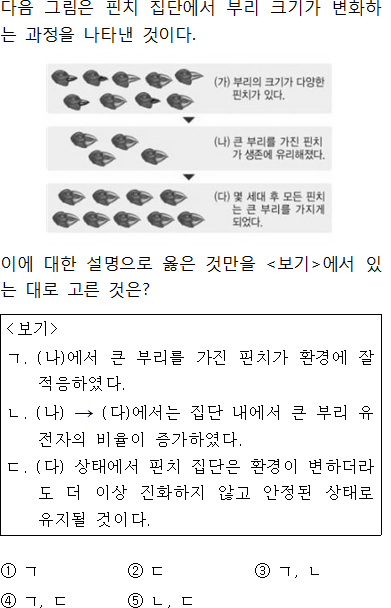 다음 그림은 핀치 집단에서 부리 크기가 변화하
는 과정을 나타낸 것이다.
(가) 부리의 크기가 다양한
핀치가 있다.
(나) 큰 부리를 가진 핀치
가 생존에 유리해졌다.
(다) 몇 세대 후 모든 핀치
는 큰 부리를 가지게
되었다.
이에 대한 설명으로 옳은 것만을 <보기>에서 있
는 대로 고른 것은?
<보기>
ㄱ. (나)에서 큰 부리를 가진 핀치가 환경에 잘
적응하였다.
ㄴ. (나) → (다)에서는 집단 내에서 큰 부리 유
전자의 비율이 증가하였다.
ㄷ. (다) 상태에서 핀치 집단은 환경이 변하더라
도 더 이상 진화하지 않고 안정된 상태로
유지될 것이다.
① ㄱ ② ㄷ ③ ㄱ, ㄴ
④ ㄱ, ㄷ ⑤ ㄴ, ㄷ